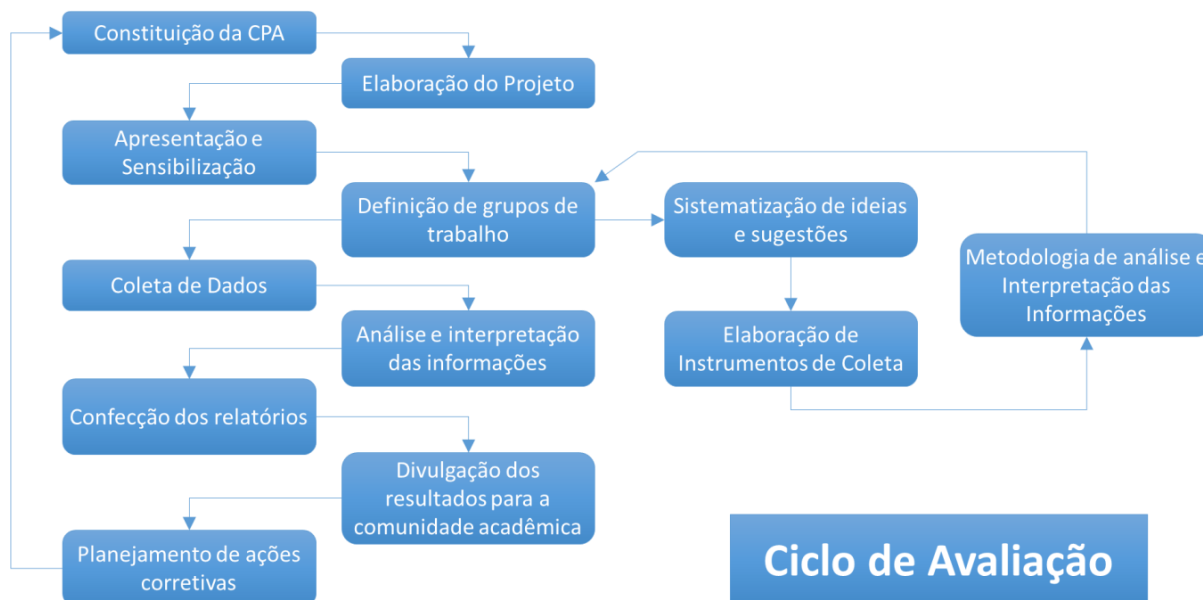 Constituição da CPA
Elaboração do Projeto
Apresentação e
Sensibilização
Definição de grupos de
trabalho
Sistematização de ideias
e sugestões
Metodologia de análise e
Interpretação das
Informações
Coleta de Dados
Análise e interpretação
das informações
Elaboração de
Instrumentos de Coleta
Confecção dos relatórios
Divulgação dos
resultados para a
comunidade acadêmica
Planejamento de ações
corretivas
Ciclo de Avaliação